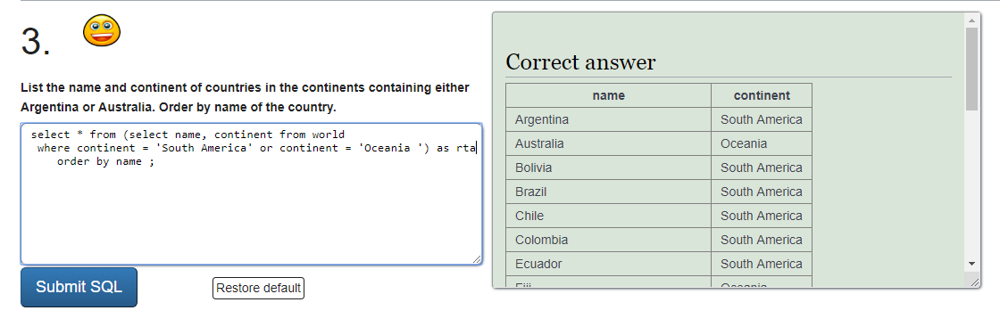 3.
List the name and continent of countries in the continents containing either
Argentina or Australia. Order by name of the country.
select * from (select name, continent from world
where continent = 'South America' or continent = 'Oceania ') as rta
order by name ;
Submit SQL
Restore default
Correct answer
name continent
Argentina South America
Australia Oceania
Bolivia South America
Brazil South America
Chile South America
Colombia South America
Ecuador South America